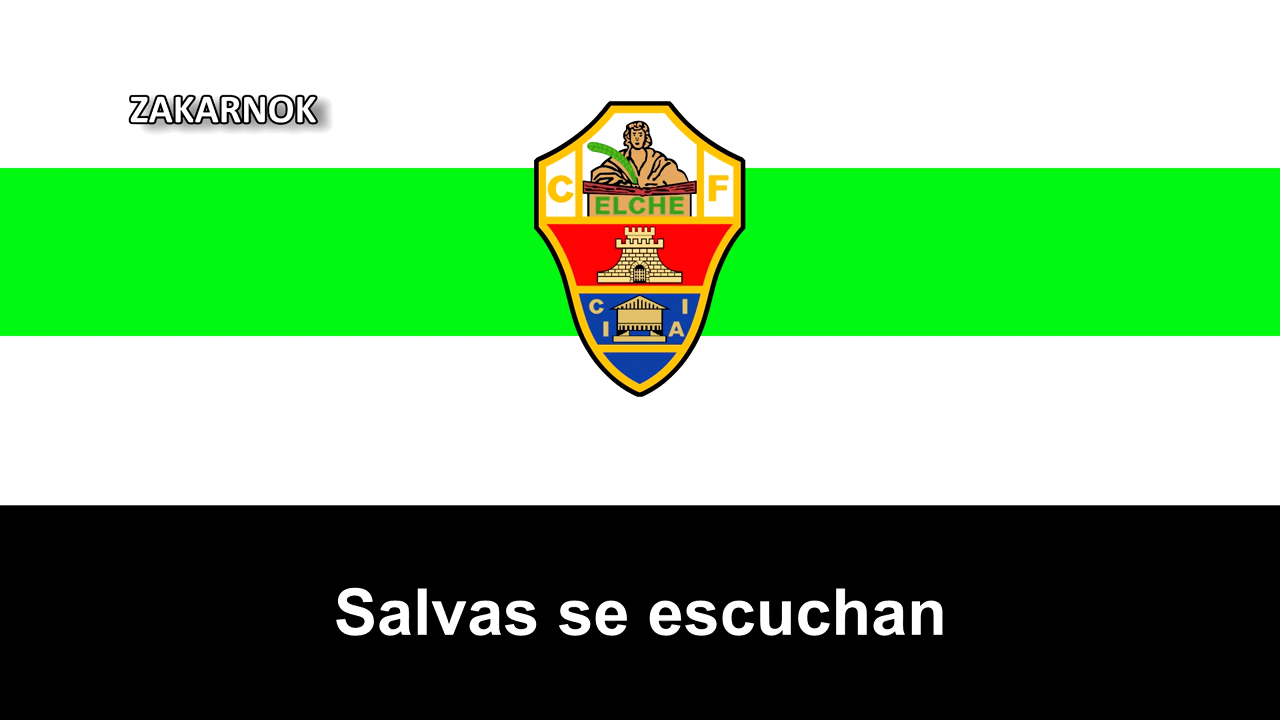 ZAKARNOK
C F
ELCHE
C I
I A
Salvas se escuchan